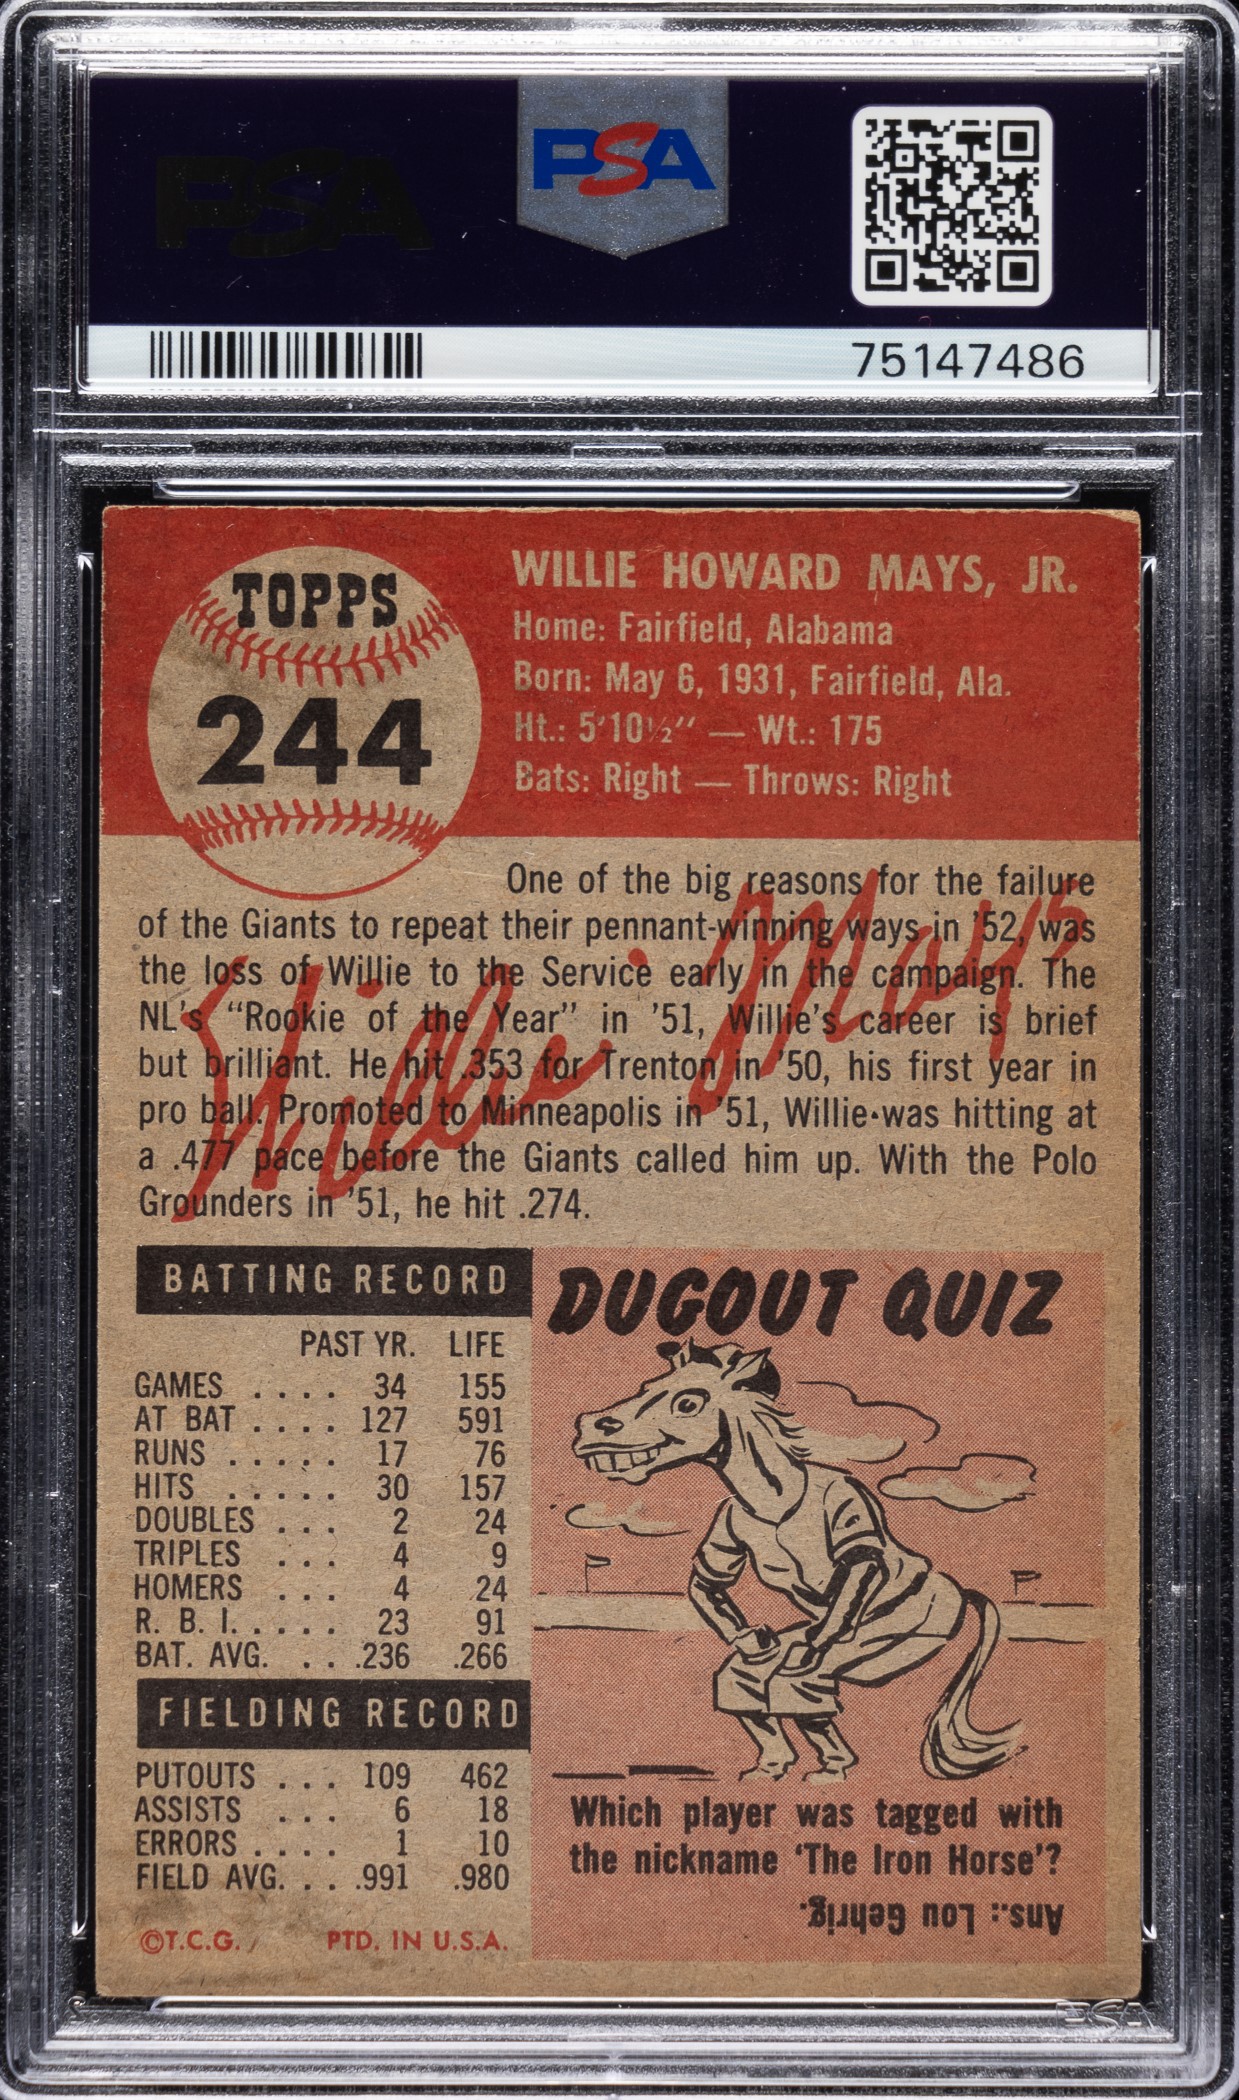 PSA
PSA
75147486
TOPPS
244
WILLIE HOWARD MAYS, JR.
Home: Fairfield, Alabama
Born: May 6, 1931, Fairfield, Ala.
Ht.: 5'10½" — Wt.: 175
Bats: Right — Throws: Right
One of the big reasons for the failure
of the Giants to repeat their pennant-winning ways in '52, was
the loss of Willie to the Service early in the campaign. The
NL's "Rookie of the Year" in '51, Willie's career is brief
but brilliant. He hit .353 for Trenton in '50, his first year in
pro ball. Promoted to Minneapolis in '51, Willie was hitting at
a .477 pace before the Giants called him up. With the Polo
Grounders in '51, he hit .274.
Willie Mays
BATTING RECORD
PAST YR. LIFE
GAMES .... 34 155
AT BAT .... 127 591
RUNS ..... 17 76
HITS ..... 30 157
DOUBLES ... 2 24
TRIPLES ... 4 9
HOMERS ... 4 24
R. B. I. .... 23 91
BAT. AVG. .. .236 .266
FIELDING RECORD
PUTOUTS ... 109 462
ASSISTS ... 6 18
ERRORS .... 1 10
FIELD AVG. .. .991 .980
©T.C.G. PTD. IN U.S.A.
DUGOUT QUIZ
Which player was tagged with
the nickname 'The Iron Horse'?
Ans.: Lou Gehrig.
PSA